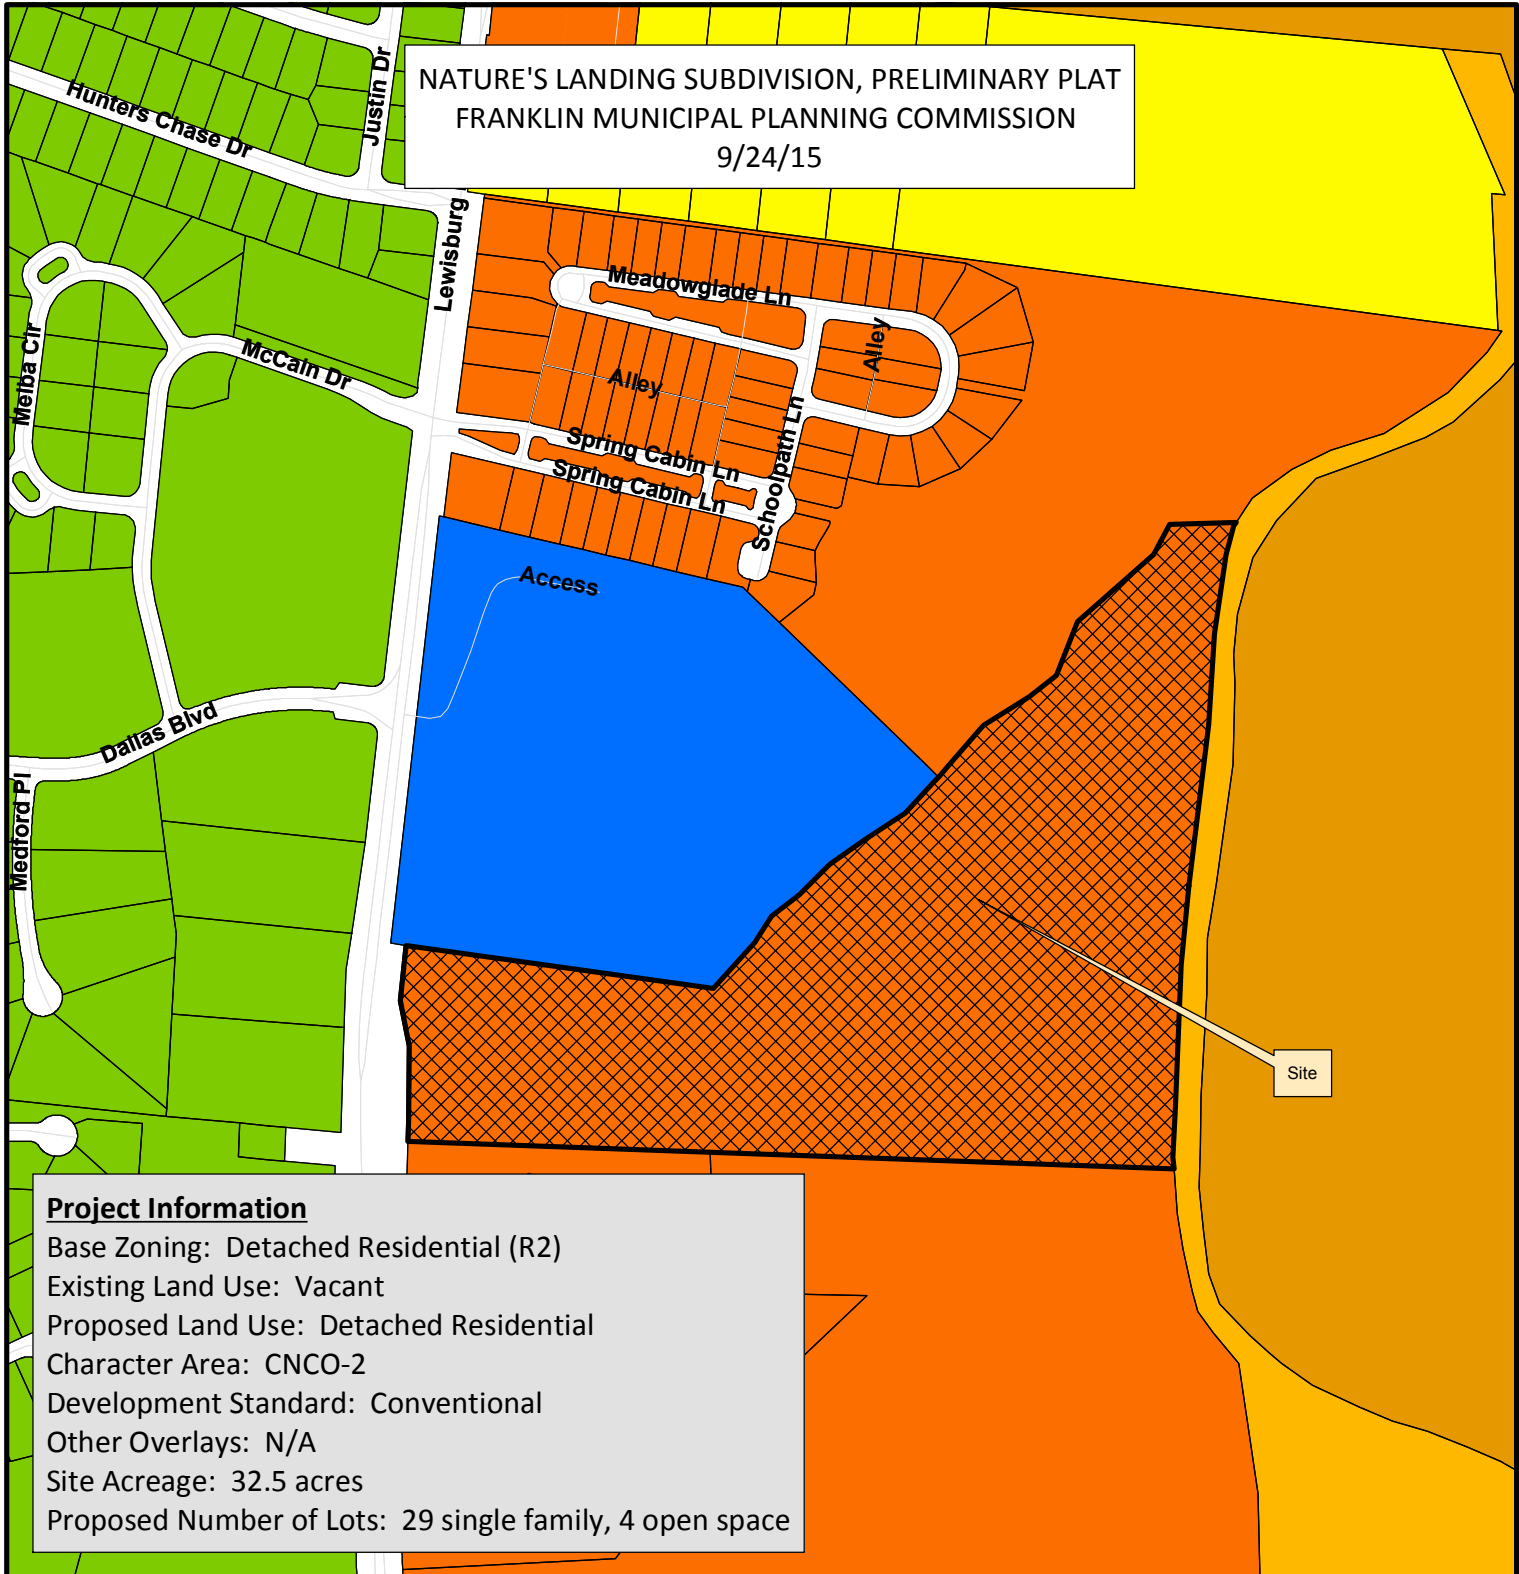 NATURE'S LANDING SUBDIVISION, PRELIMINARY PLAT
FRANKLIN MUNICIPAL PLANNING COMMISSION
9/24/15
Hunters Chase Dr
Justin Dr
Lewisburg
Melba Cir
McCain Dr
Meadowglade Ln
Alley
Alley
Spring Cabin Ln
Spring Cabin Ln
Schoolpath Ln
Access
Dallas Blvd
Medford Pl
Site
Project Information
Base Zoning: Detached Residential (R2)
Existing Land Use: Vacant
Proposed Land Use: Detached Residential
Character Area: CNCO-2
Development Standard: Conventional
Other Overlays: N/A
Site Acreage: 32.5 acres
Proposed Number of Lots: 29 single family, 4 open space